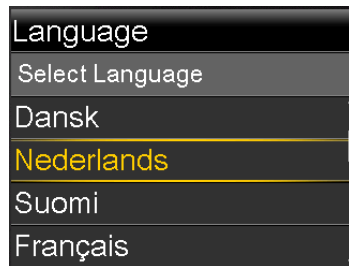 Language
Select Language
Dansk
Nederlands
Suomi
Français